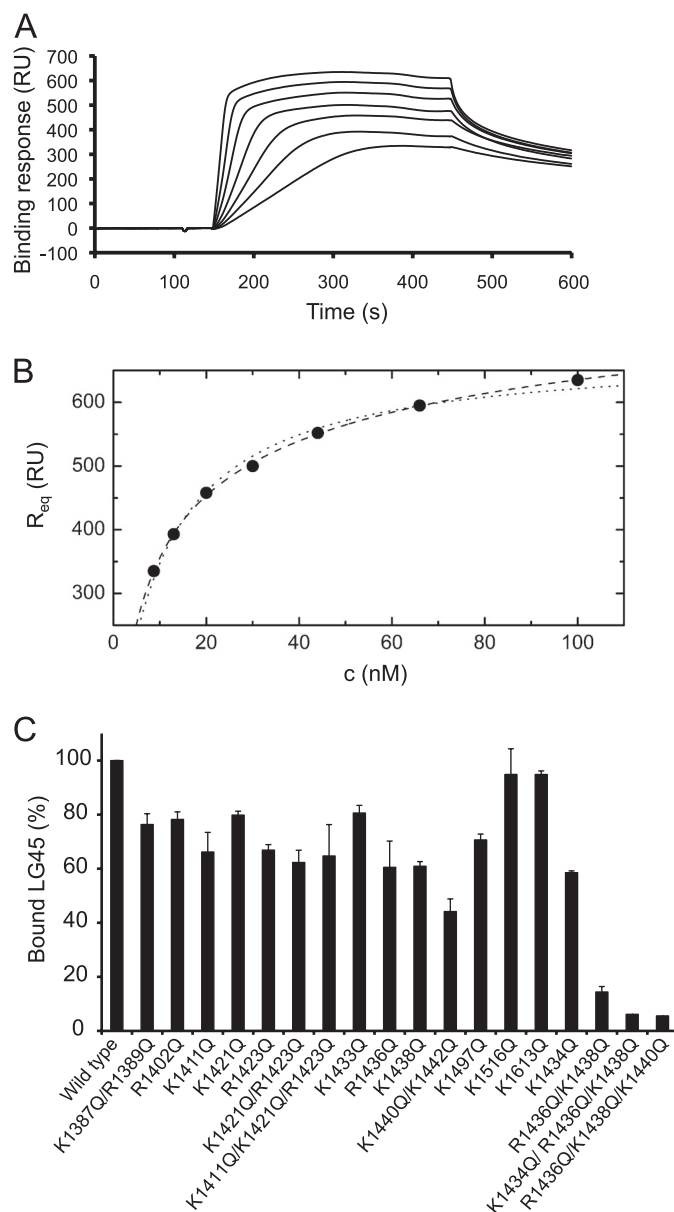 A
Binding response (RU)
700
600
500
400
300
200
100
0
-100
0 100 200 300 400 500 600
Time (s)
B
R_eq (RU)
600
500
400
300
0 20 40 60 80 100
c (nM)
C
Bound LG45 (%)
100
80
60
40
20
0
Wild type
K1387Q/R1389Q
R1402Q
K1411Q
K1421Q
R1423Q
K1421Q/R1423Q
K1411Q/K1421Q/R1423Q
K1433Q
R1436Q
K1438Q
K1440Q/K1442Q
K1497Q
K1516Q
K1613Q
K1434Q
R1436Q/K1438Q
K1434Q/ R1436Q/K1438Q
R1436Q/K1438Q/K1440Q